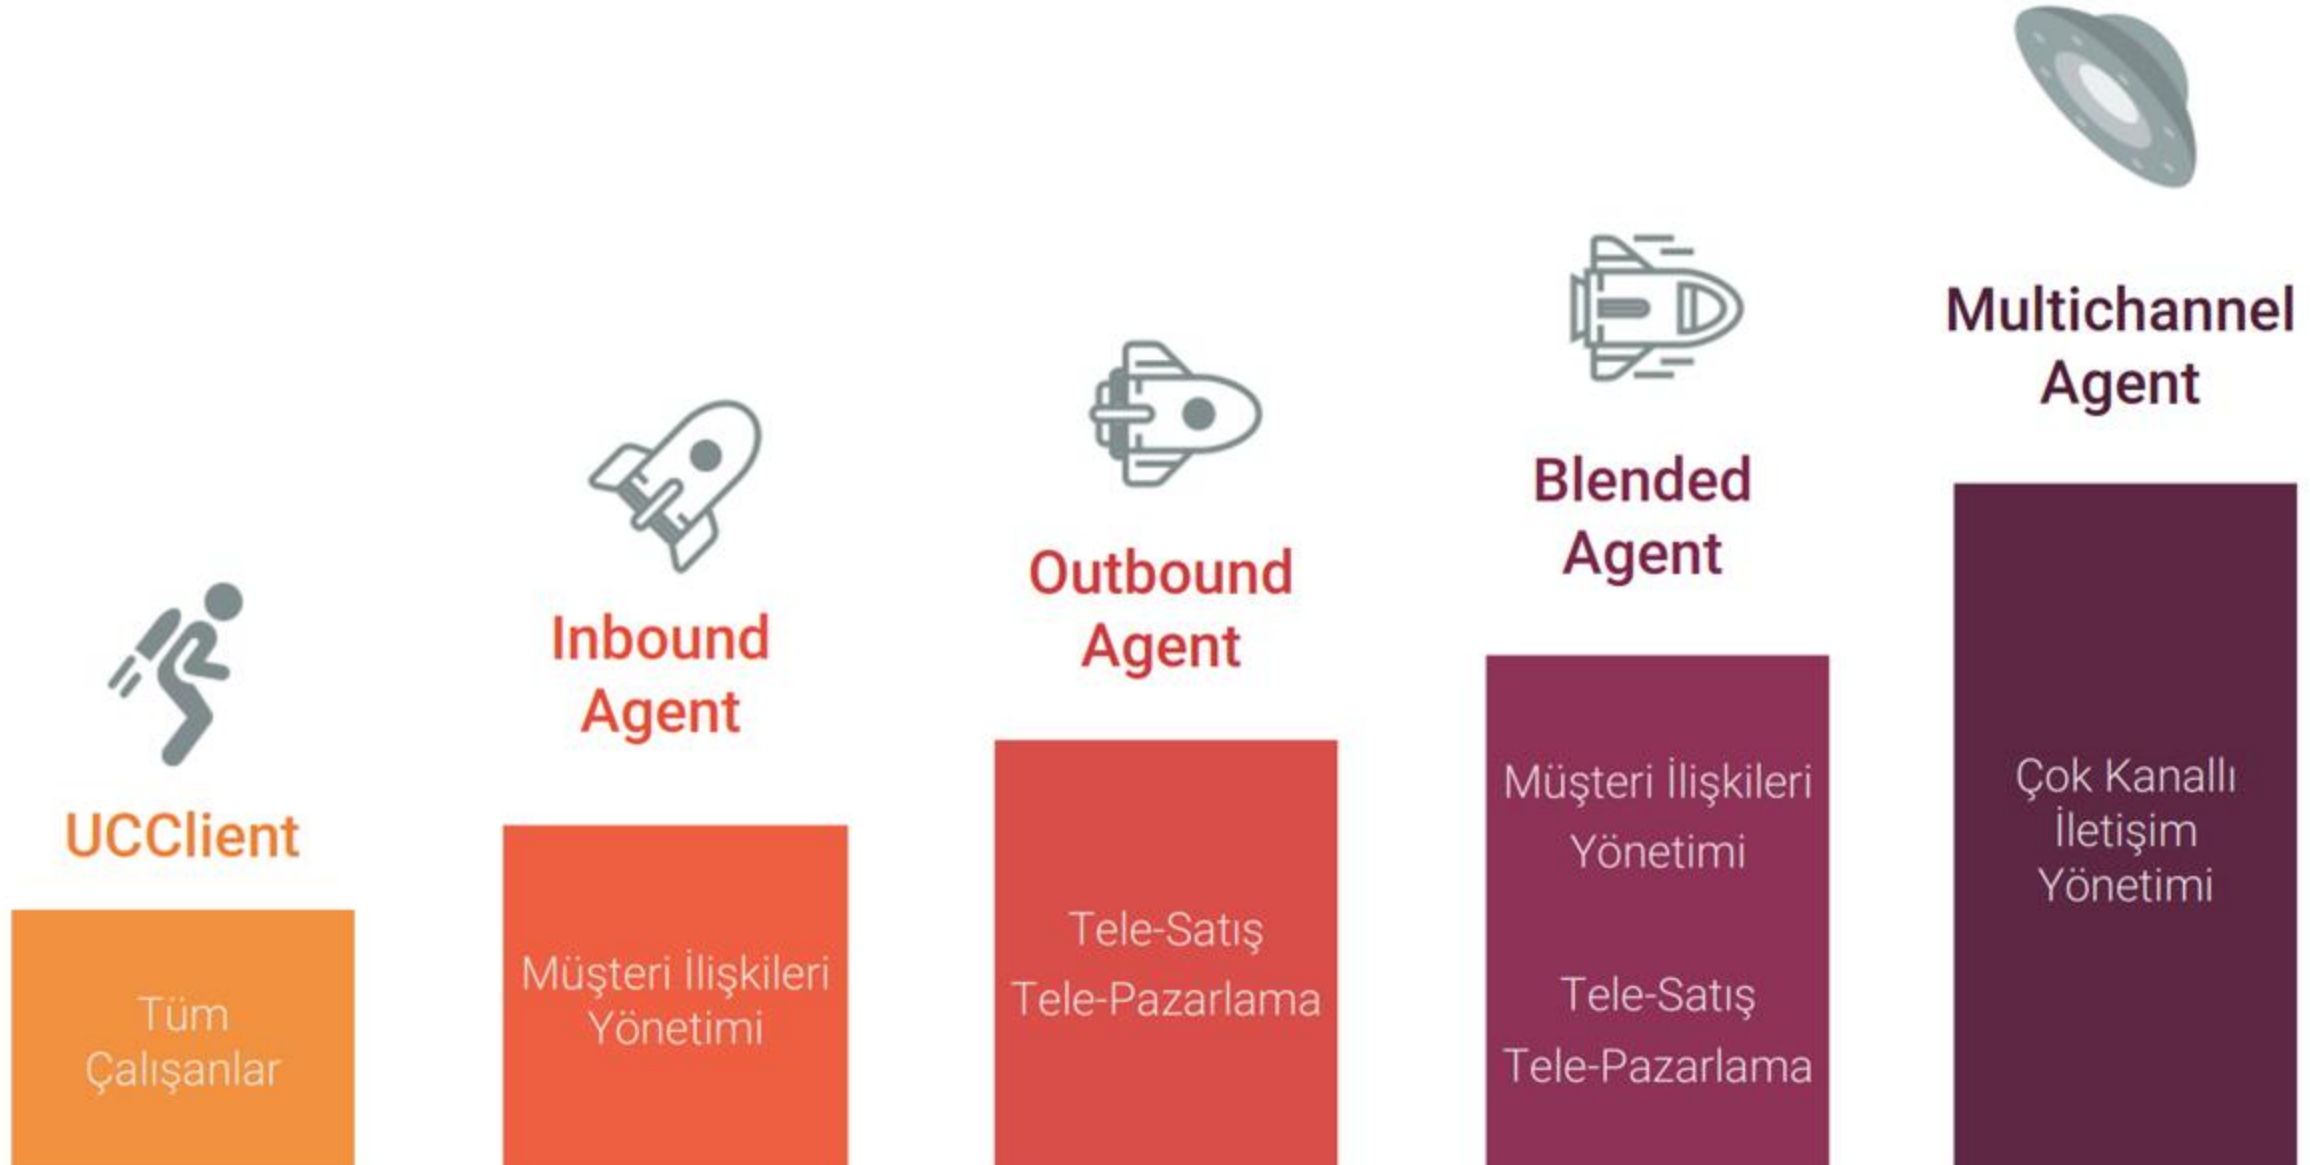 UCClient
Tüm
Çalışanlar
Inbound
Agent
Müşteri İlişkileri
Yönetimi
Outbound
Agent
Tele-Satış
Tele-Pazarlama
Blended
Agent
Müşteri İlişkileri
Yönetimi
Tele-Satış
Tele-Pazarlama
Multichannel
Agent
Çok Kanallı
İletişim
Yönetimi